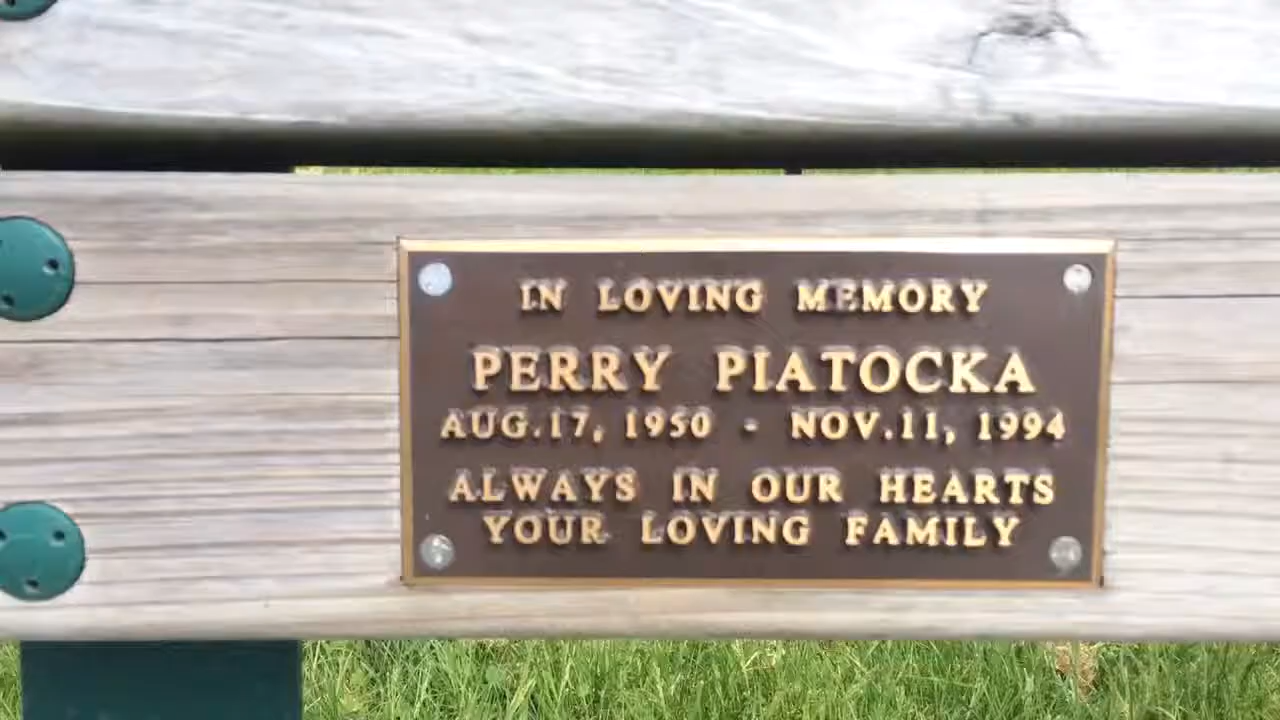 IN LOVING MEMORY
PERRY PIATOCKA
AUG.17, 1950 - NOV.11, 1994
ALWAYS IN OUR HEARTS
YOUR LOVING FAMILY